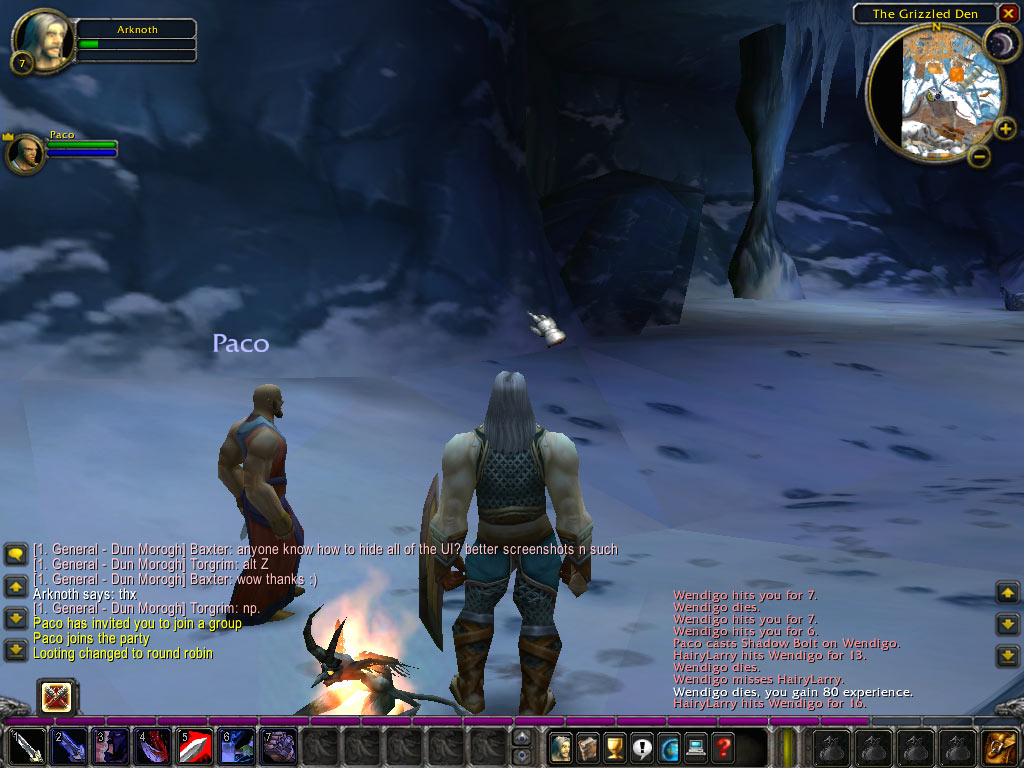 Arknoth
7
The Grizzled Den
N
Paco
Paco
[1. General - Dun Morogh] Baxter: anyone know how to hide all of the UI? better screenshots n such
[1. General - Dun Morogh] Torgrim: alt Z
[1. General - Dun Morogh] Baxter: wow thanks :)
Arknoth says: thx
[1. General - Dun Morogh] Torgrim: np.
Paco has invited you to join a group
Paco joins the party
Looting changed to round robin
Wendigo hits you for 7.
Wendigo dies.
Wendigo hits you for 7.
Wendigo hits you for 6.
Paco casts Shadow Bolt on Wendigo.
HairyLarry hits Wendigo for 13.
Wendigo dies.
Wendigo misses HairyLarry.
Wendigo dies, you gain 80 experience.
HairyLarry hits Wendigo for 16.
1 2 3 4 5 6 7